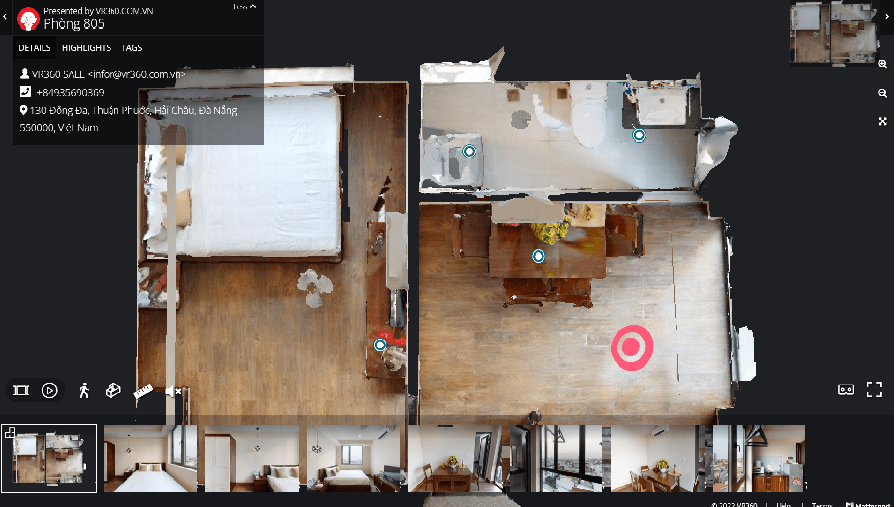 Presented by VR360.COM.VN
Less
Phòng 805
DETAILS HIGHLIGHTS TAGS
VR360 SALL <infor@vr360.com.vn>
+84935690369
130 Đống Đa, Thuận Phước, Hải Châu, Đà Nẵng
550000, Việt Nam
© 2022 VR360 | Help | Terms | Matterport